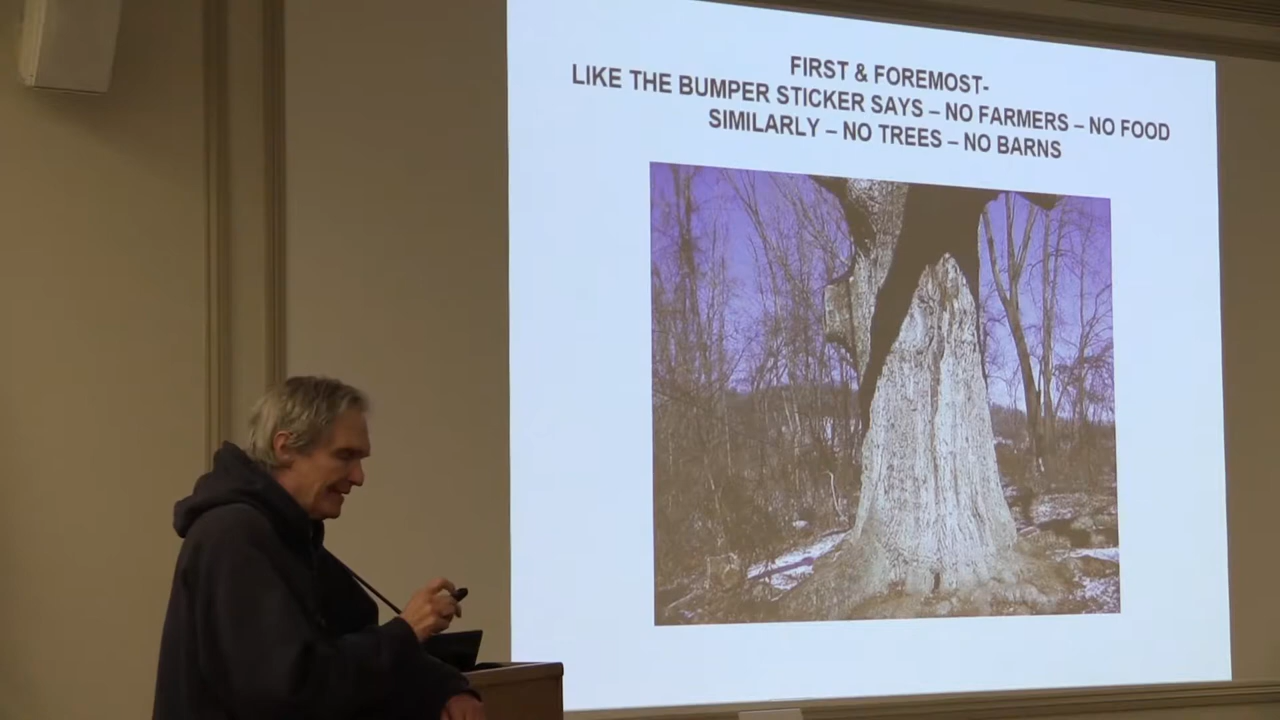 FIRST & FOREMOST-
LIKE THE BUMPER STICKER SAYS – NO FARMERS – NO FOOD
SIMILARLY – NO TREES – NO BARNS